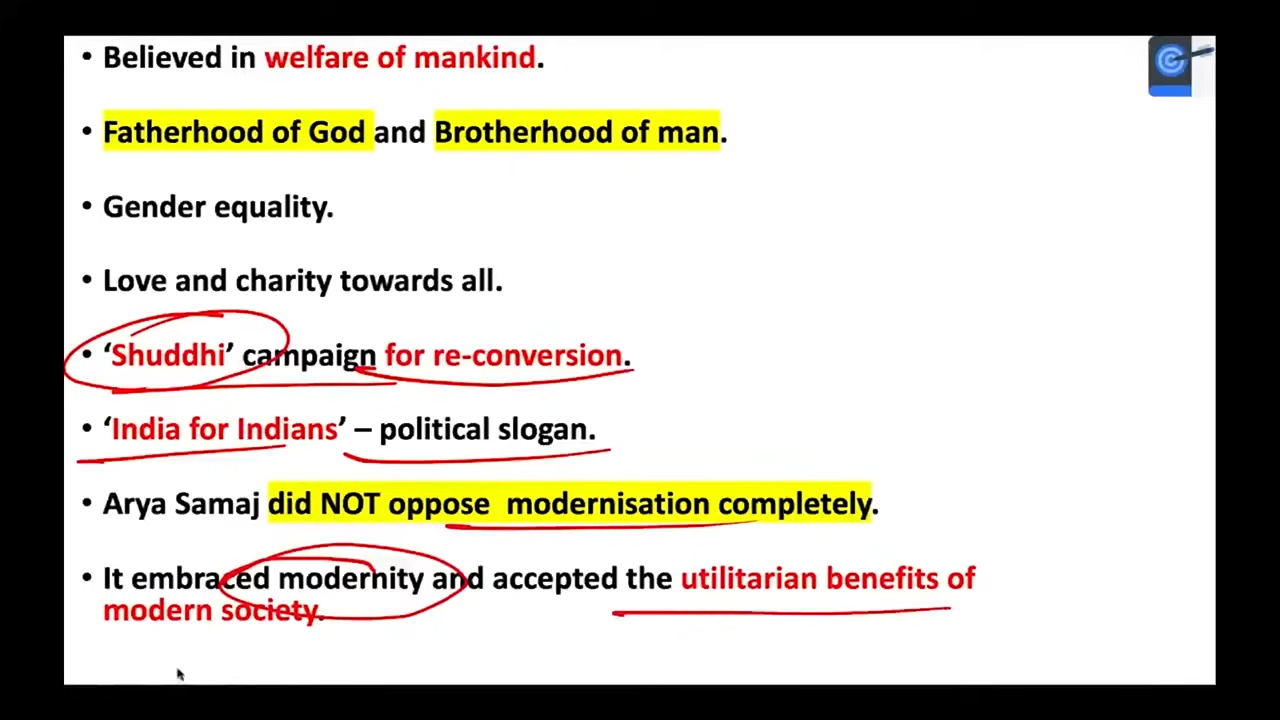 • Believed in welfare of mankind.
• Fatherhood of God and Brotherhood of man.
• Gender equality.
• Love and charity towards all.
• ‘Shuddhi’ campaign for re-conversion.
• ‘India for Indians’ – political slogan.
• Arya Samaj did NOT oppose modernisation completely.
• It embraced modernity and accepted the utilitarian benefits of
modern society.